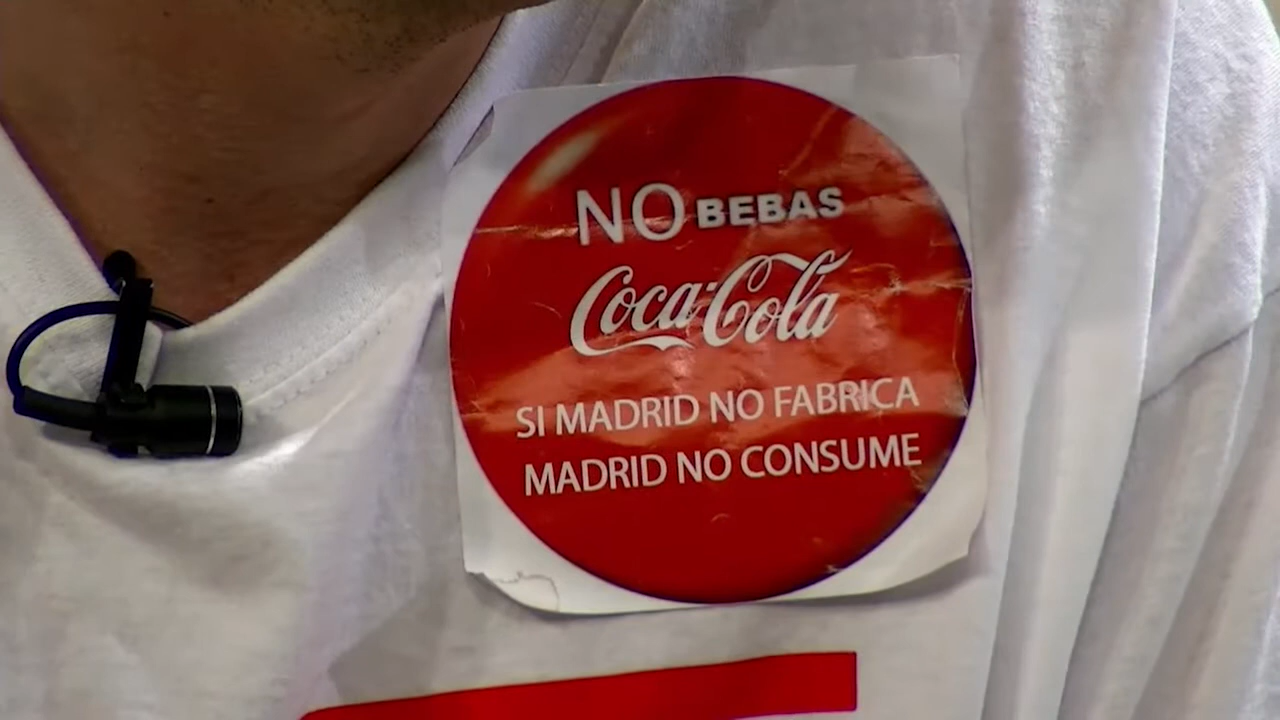 NO BEBAS
Coca-Cola
SI MADRID NO FABRICA
MADRID NO CONSUME